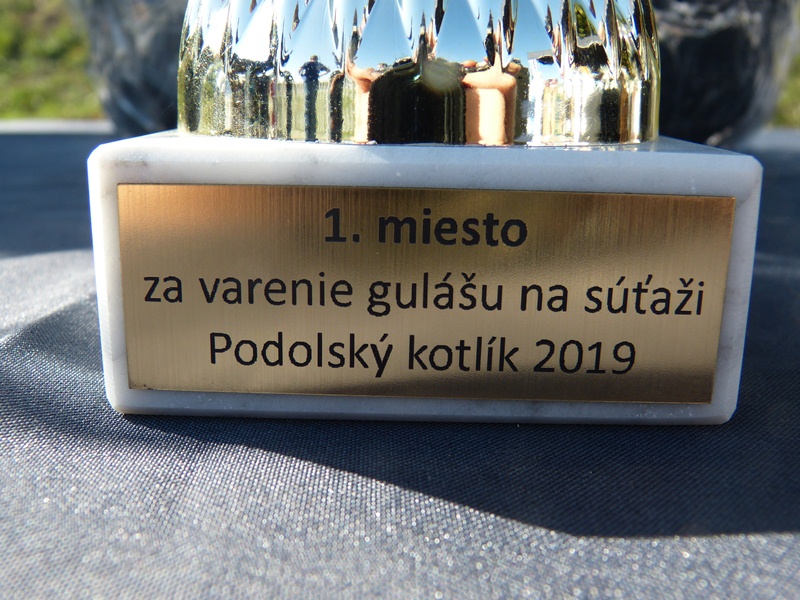 1. miesto
za varenie gulášu na súťaži
Podolský kotlík 2019